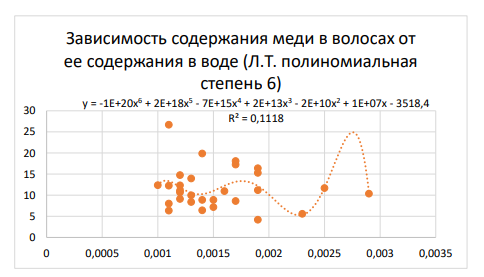 Зависимость содержания меди в волосах от
ее содержания в воде (Л.Т. полиномиальная
степень 6)
y = -1E+20x⁶ + 2E+18x⁵ - 7E+15x⁴ + 2E+13x³ - 2E+10x² + 1E+07x - 3518,4
R² = 0,1118
30
25
20
15
10
5
0
0 0,0005 0,001 0,0015 0,002 0,0025 0,003 0,0035